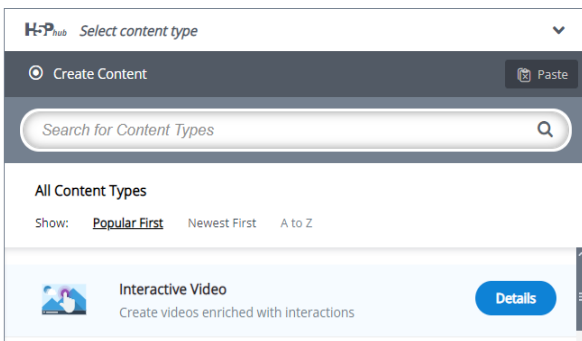 H5P hub Select content type
Create Content
Paste
Search for Content Types
All Content Types
Show: Popular First Newest First A to Z
Interactive Video
Create videos enriched with interactions
Details